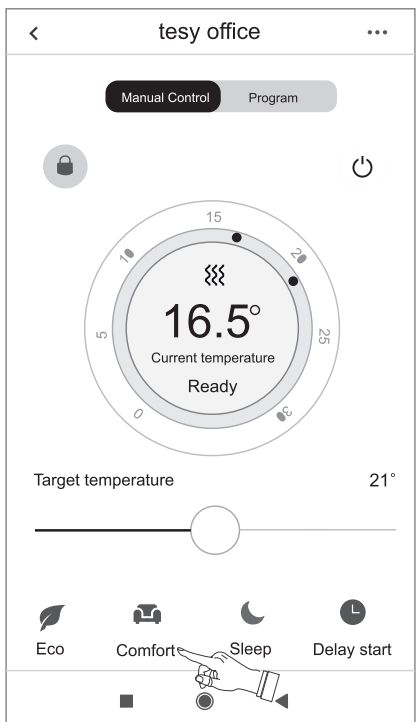 tesy office
Manual Control Program
15
10 20
5 25
0 30
16.5°
Current temperature
Ready
Target temperature 21°
Eco Comfort Sleep Delay start